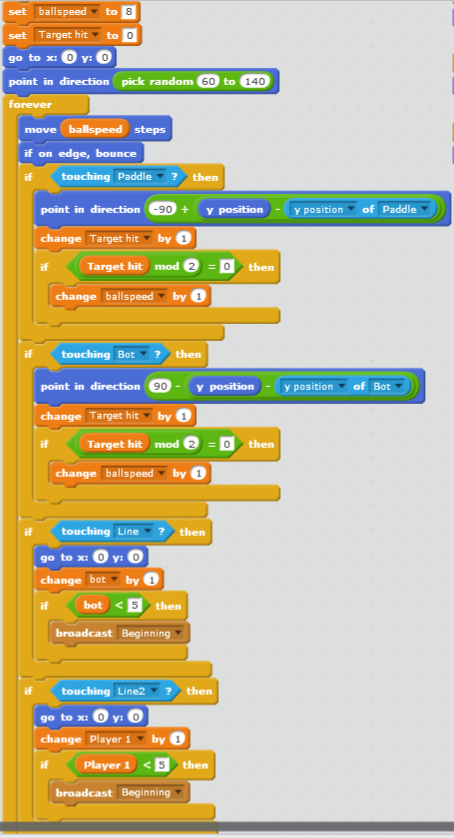 set ballspeed to 8
set Target hit to 0
go to x: 0 y: 0
point in direction pick random 60 to 140
forever
move ballspeed steps
if on edge, bounce
if touching Paddle ? then
point in direction -90 + y position - y position of Paddle
change Target hit by 1
if Target hit mod 2 = 0 then
change ballspeed by 1
if touching Bot ? then
point in direction 90 - y position - y position of Bot
change Target hit by 1
if Target hit mod 2 = 0 then
change ballspeed by 1
if touching Line ? then
go to x: 0 y: 0
change bot by 1
if bot < 5 then
broadcast Beginning
if touching Line2 ? then
go to x: 0 y: 0
change Player 1 by 1
if Player 1 < 5 then
broadcast Beginning